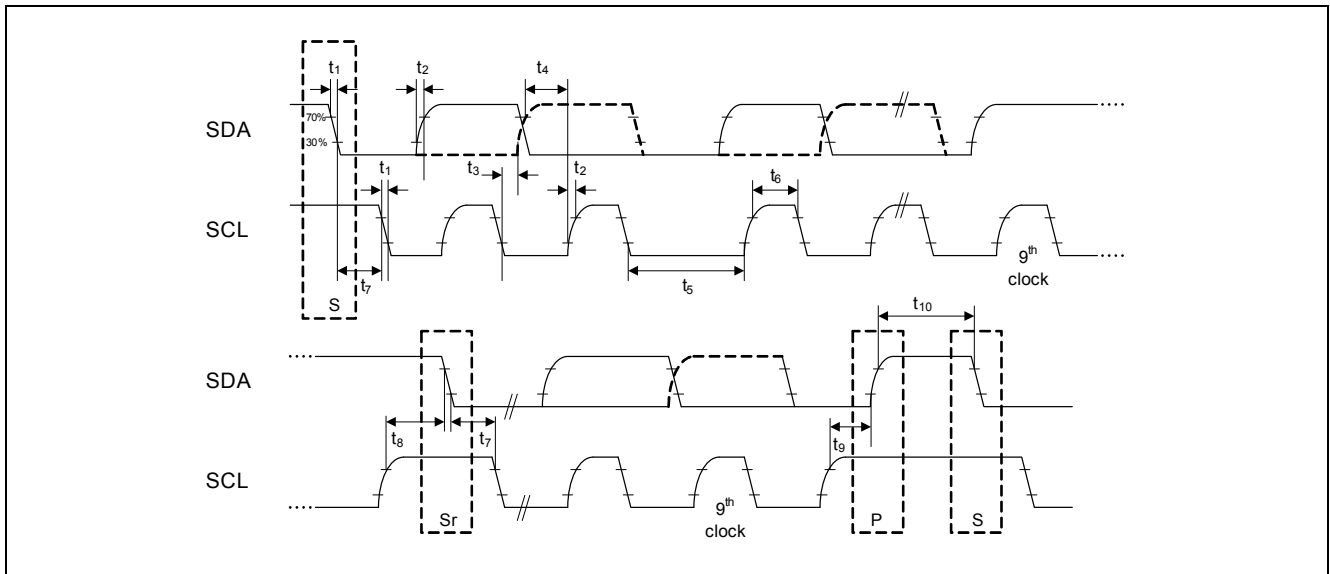 t1 t2 t4
70%
SDA
30%
t1 t3 t2 t6
SCL
9th
clock
t7 t5
S
t10
SDA
t8 t7 t9
SCL
9th
clock
Sr P S